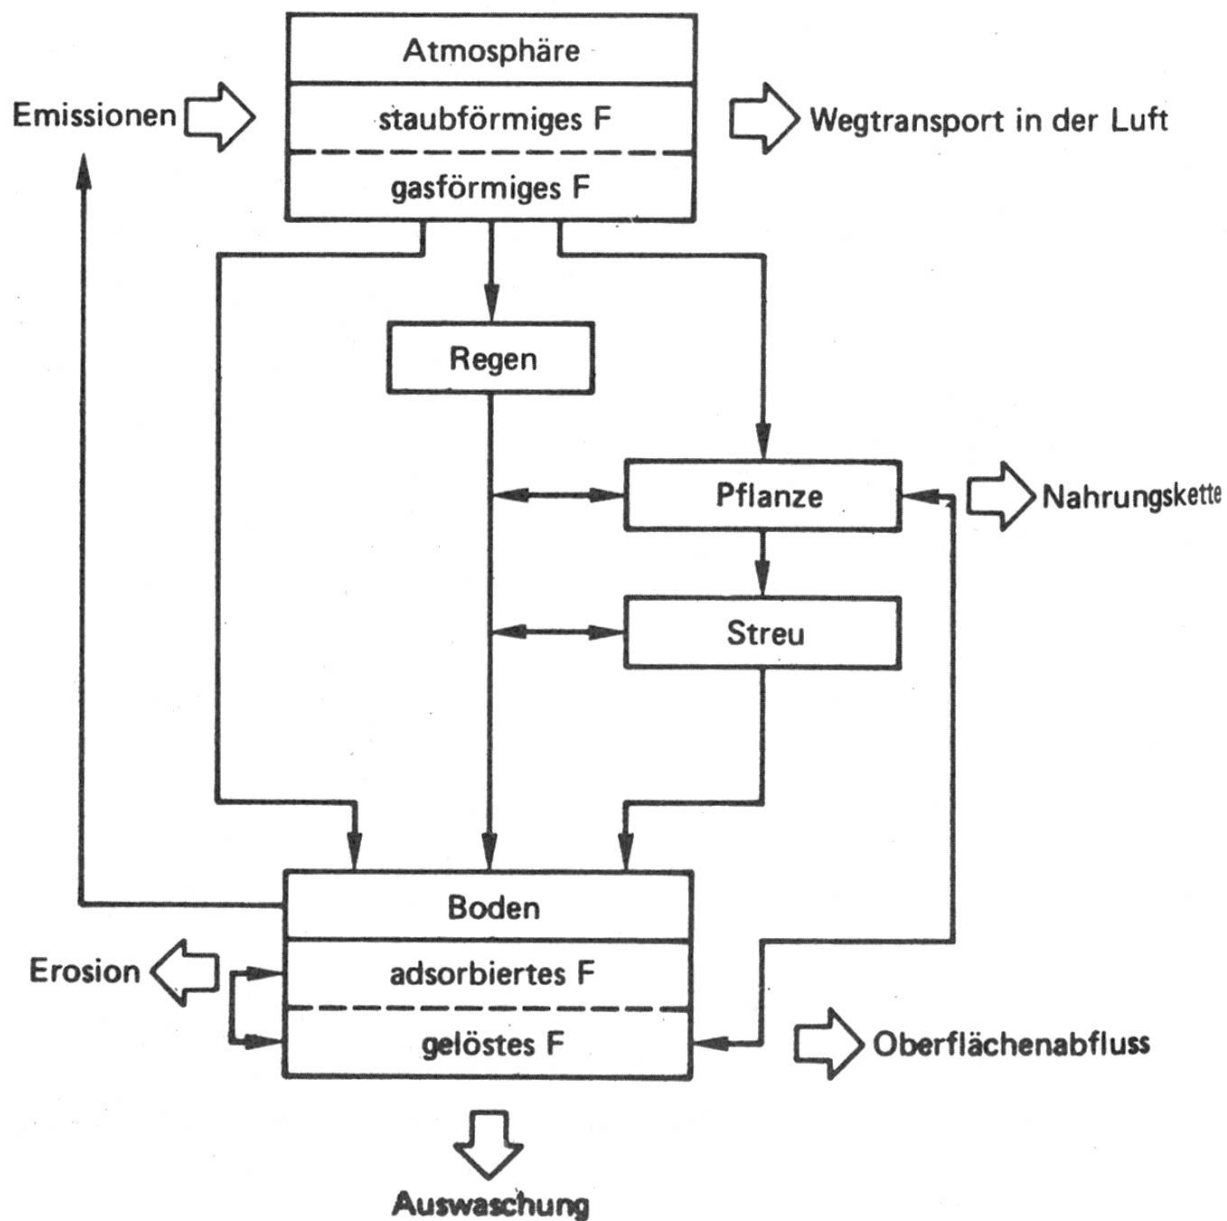 Atmosphäre
Emissionen
staubförmiges F
Wegtransport in der Luft
gasförmiges F
Regen
Pflanze
Nahrungskette
Streu
Boden
Erosion
adsorbiertes F
gelöstes F
Oberflächenabfluss
Auswaschung